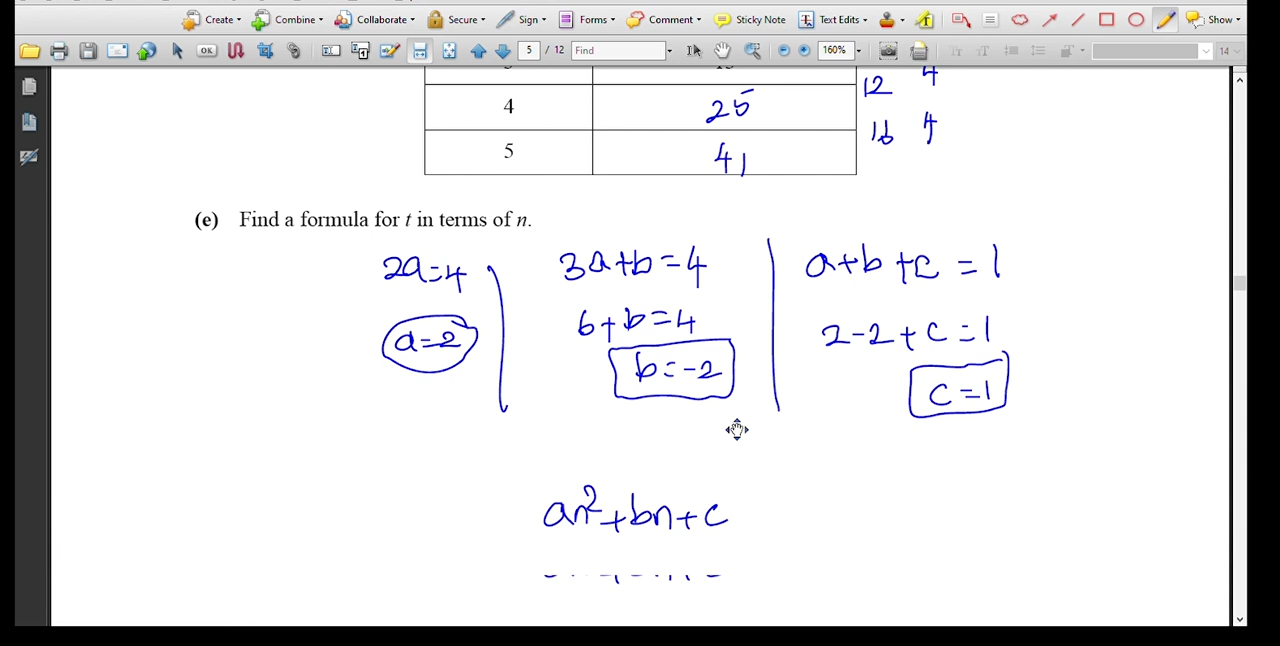 Create Combine Collaborate Secure Sign Forms Comment Sticky Note Text Edits Show
OK 5 / 12 Find 160% 14
12 4
4 25
16 4
5 41
(e) Find a formula for t in terms of n.
2a=4 3a+b=4 a+b+c=1
a=2 6+b=4 2-2+c=1
b=-2 c=1
an²+bn+c